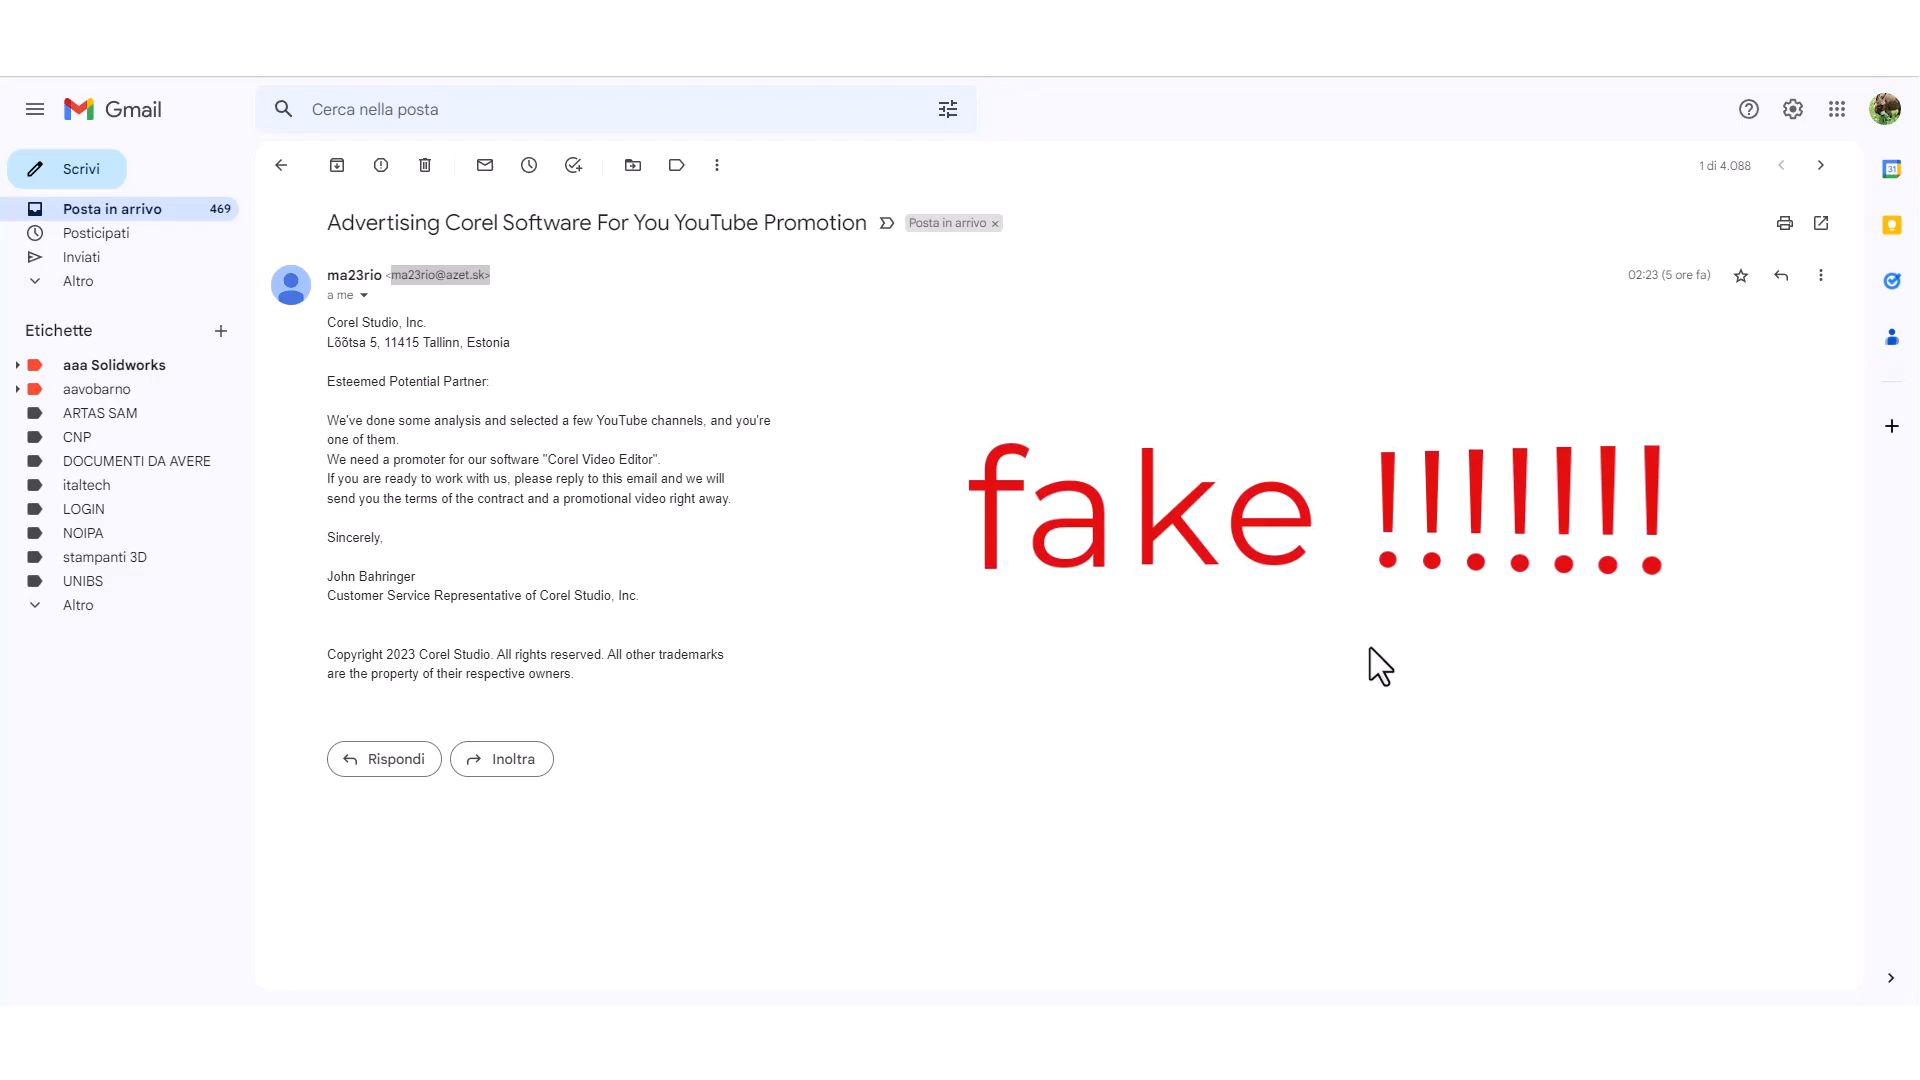 Gmail
Cerca nella posta
Scrivi
Posta in arrivo 469
Posticipati
Inviati
Altro
Etichette
aaa Solidworks
aavobarno
ARTAS SAM
CNP
DOCUMENTI DA AVERE
italtech
LOGIN
NOIPA
stampanti 3D
UNIBS
Altro
1 di 4.088
Advertising Corel Software For You YouTube Promotion Posta in arrivo ×
ma23rio <ma23rio@azet.sk> 02:23 (5 ore fa)
a me
Corel Studio, Inc.
Lõõtsa 5, 11415 Tallinn, Estonia
Esteemed Potential Partner:
We've done some analysis and selected a few YouTube channels, and you're
one of them.
We need a promoter for our software "Corel Video Editor".
If you are ready to work with us, please reply to this email and we will
send you the terms of the contract and a promotional video right away.
Sincerely,
John Bahringer
Customer Service Representative of Corel Studio, Inc.
Copyright 2023 Corel Studio. All rights reserved. All other trademarks
are the property of their respective owners.
Rispondi Inoltra
fake !!!!!!!
31